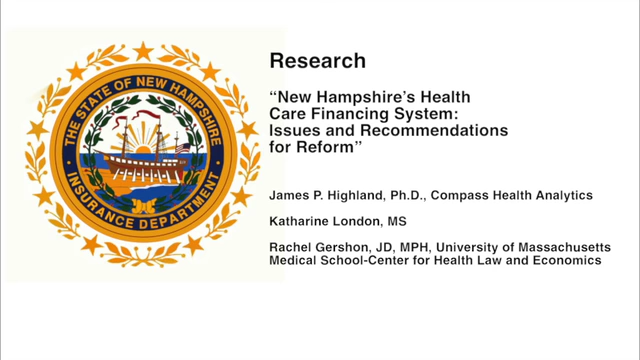 THE STATE OF NEW HAMPSHIRE
INSURANCE DEPARTMENT
Research
“New Hampshire’s Health
Care Financing System:
Issues and Recommendations
for Reform”
James P. Highland, Ph.D., Compass Health Analytics
Katharine London, MS
Rachel Gershon, JD, MPH, University of Massachusetts
Medical School-Center for Health Law and Economics